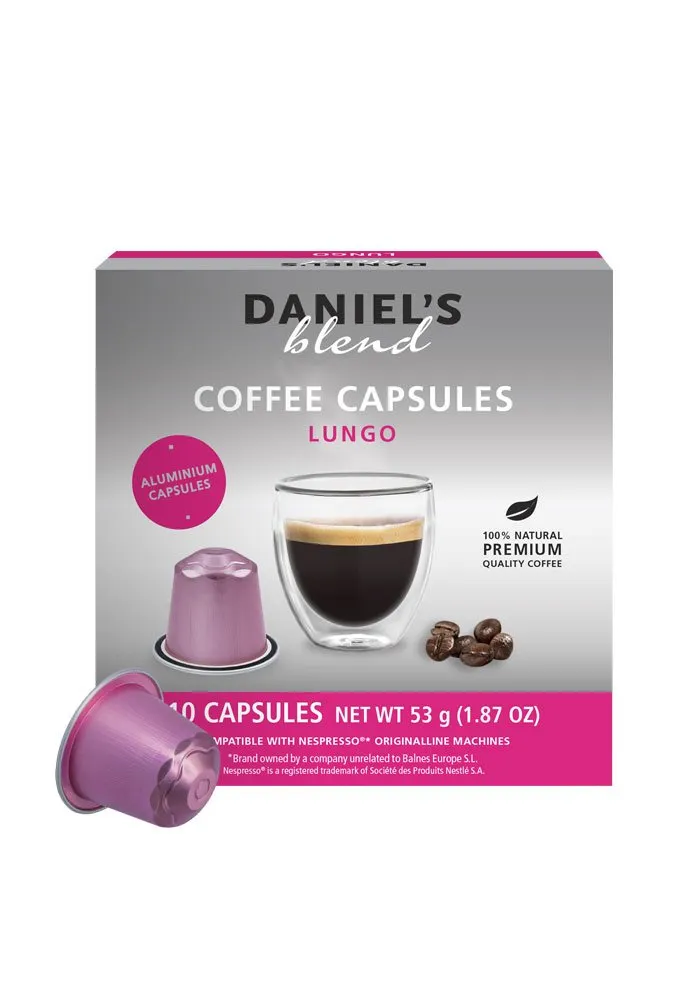 LUNGO
DANIEL'S
DANIEL'S
blend
COFFEE CAPSULES
LUNGO
ALUMINIUM
CAPSULES
100% NATURAL
PREMIUM
QUALITY COFFEE
10 CAPSULES NET WT 53 g (1.87 OZ)
WITH NESPRESSO®* ORIGINALLINE MACHINES
*Brand owned by a company unrelated to Balnes Europe S.L.
Nespresso® is a registered trademark of Société des Produits Nestlé S.A.